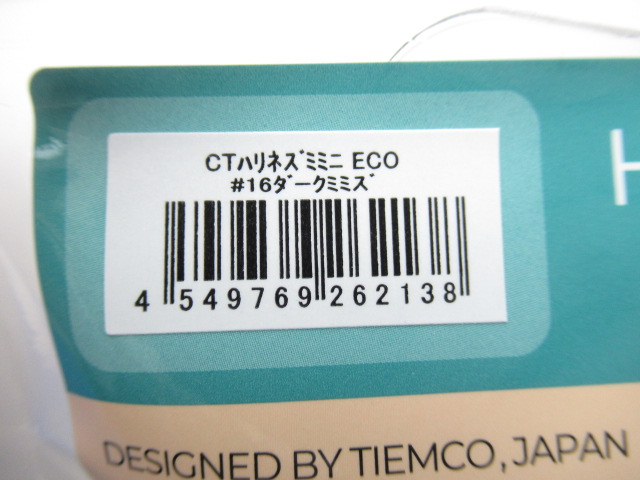 CTﾊﾘﾈｽﾞﾐﾐﾆ ECO
#16ﾀﾞｰｸﾐﾐｽﾞ
4 549769 262138
H
DESIGNED BY TIEMCO, JAPAN